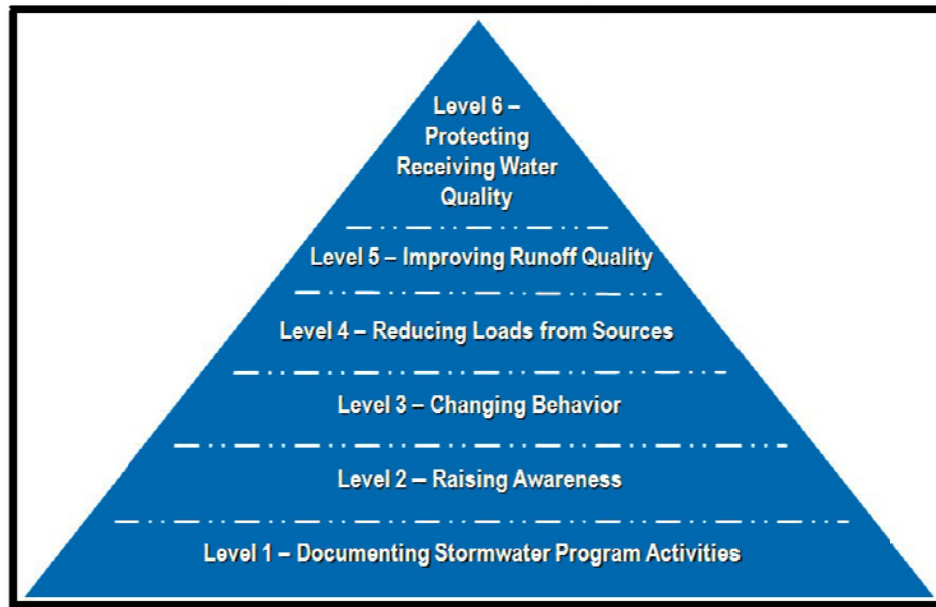 Level 6 –
Protecting
Receiving Water
Quality
Level 5 – Improving Runoff Quality
Level 4 – Reducing Loads from Sources
Level 3 – Changing Behavior
Level 2 – Raising Awareness
Level 1 – Documenting Stormwater Program Activities